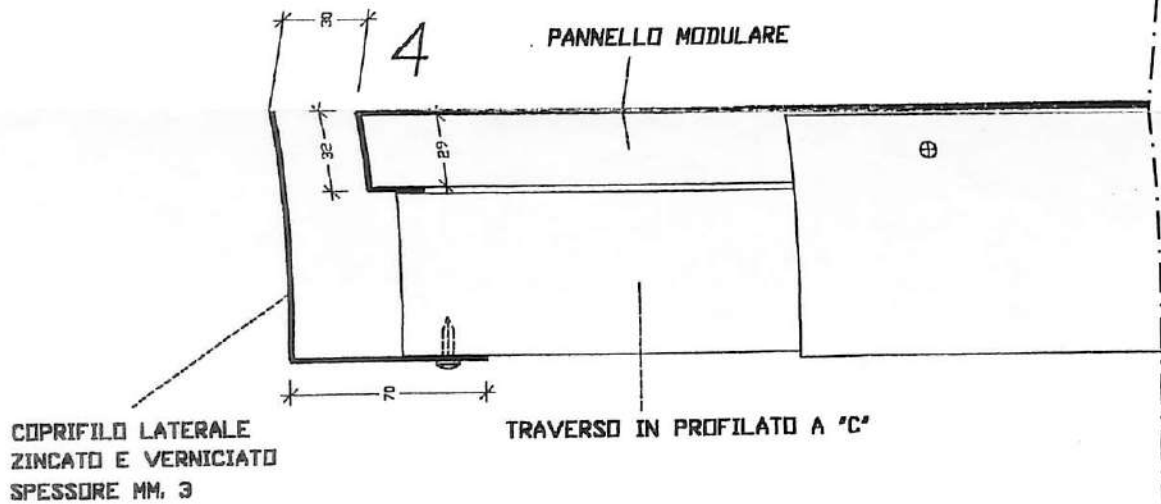 30
4
PANNELLO MODULARE
32
29
70
COPRIFILO LATERALE
ZINCATO E VERNICIATO
SPESSORE MM. 3
TRAVERSO IN PROFILATO A "C"